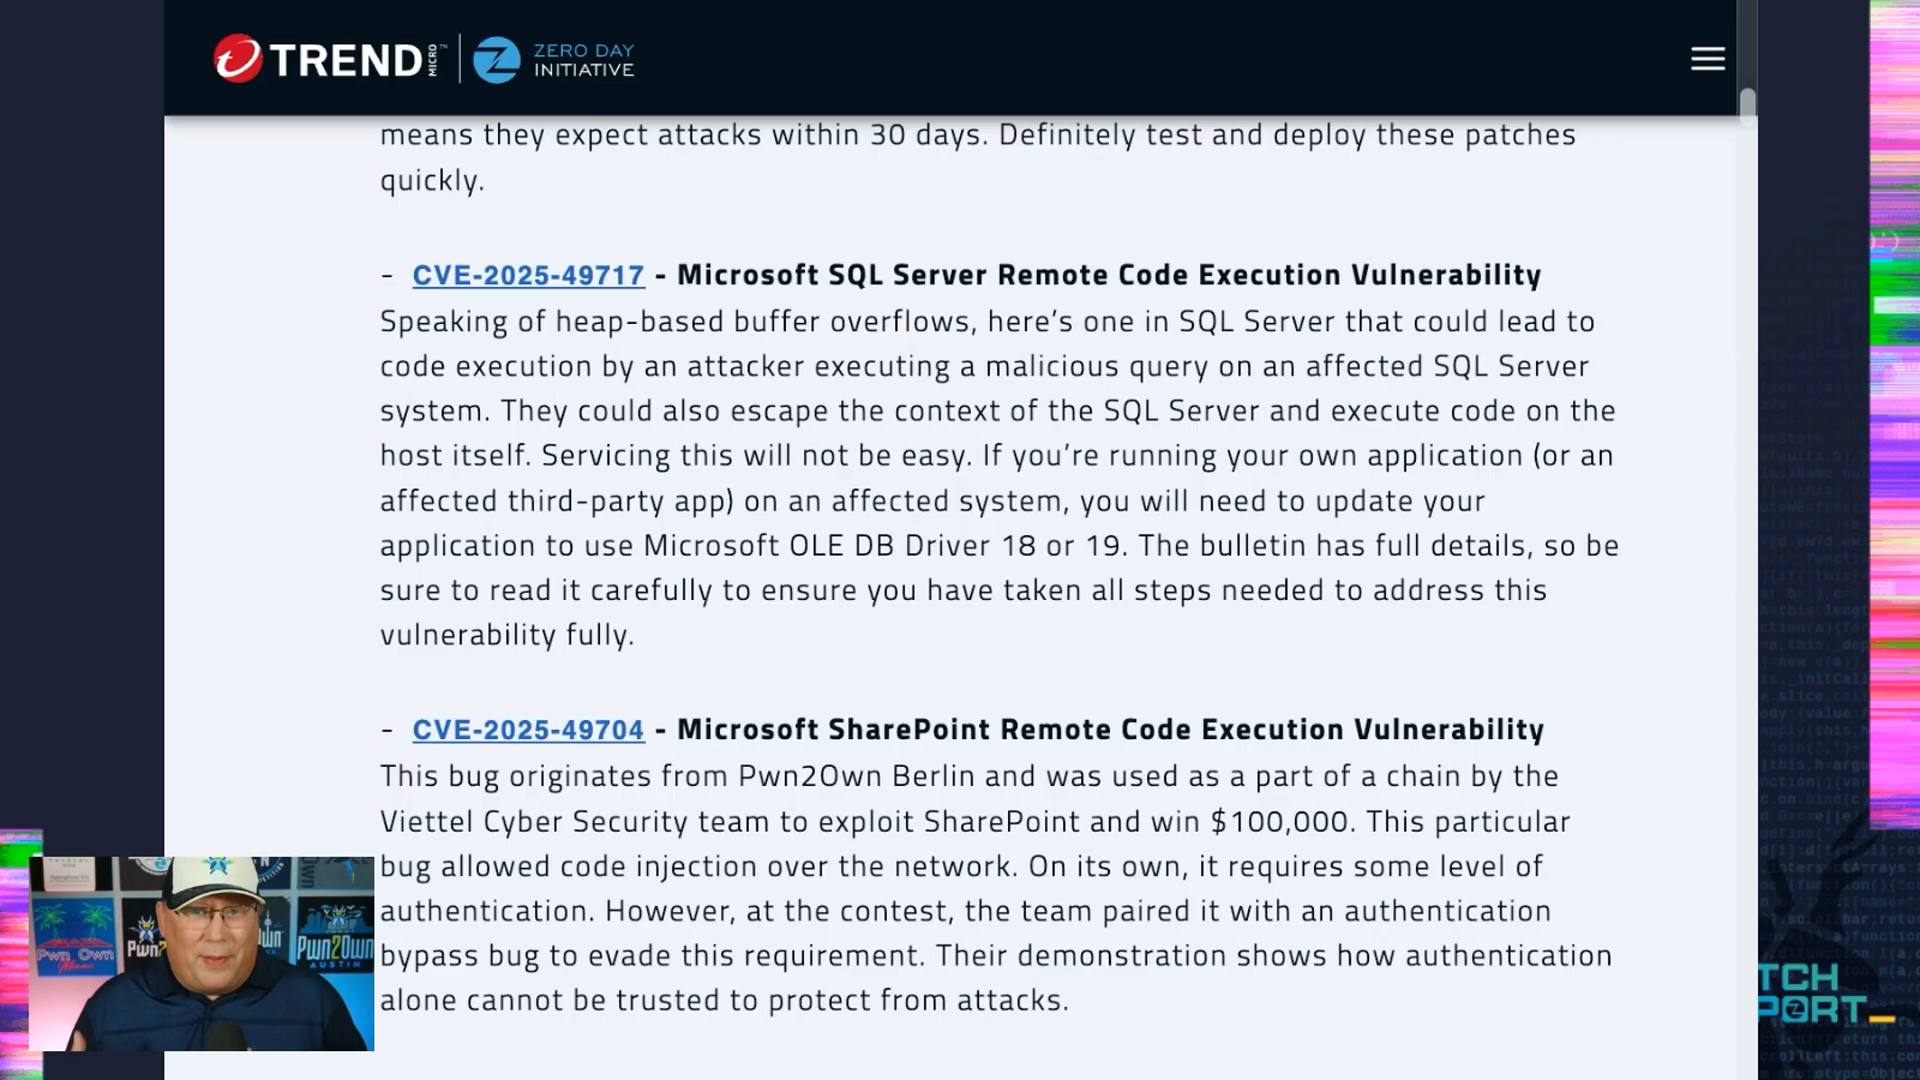 TREND MICRO™ | ZERO DAY INITIATIVE
means they expect attacks within 30 days. Definitely test and deploy these patches
quickly.
- CVE-2025-49717 - Microsoft SQL Server Remote Code Execution Vulnerability
Speaking of heap-based buffer overflows, here’s one in SQL Server that could lead to
code execution by an attacker executing a malicious query on an affected SQL Server
system. They could also escape the context of the SQL Server and execute code on the
host itself. Servicing this will not be easy. If you’re running your own application (or an
affected third-party app) on an affected system, you will need to update your
application to use Microsoft OLE DB Driver 18 or 19. The bulletin has full details, so be
sure to read it carefully to ensure you have taken all steps needed to address this
vulnerability fully.
- CVE-2025-49704 - Microsoft SharePoint Remote Code Execution Vulnerability
This bug originates from Pwn2Own Berlin and was used as a part of a chain by the
Viettel Cyber Security team to exploit SharePoint and win $100,000. This particular
bug allowed code injection over the network. On its own, it requires some level of
authentication. However, at the contest, the team paired it with an authentication
bypass bug to evade this requirement. Their demonstration shows how authentication
alone cannot be trusted to protect from attacks.
Pwn Own
Miami
Pwn2Own
AUSTIN
TCH
PORT_